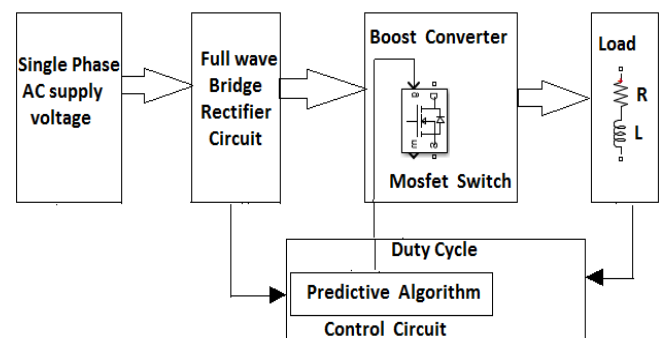 Single Phase
AC supply
voltage
Full wave
Bridge
Rectifier
Circuit
Boost Converter
g
D
m
S
Mosfet Switch
Load
R
L
Duty Cycle
Predictive Algorithm
Control Circuit